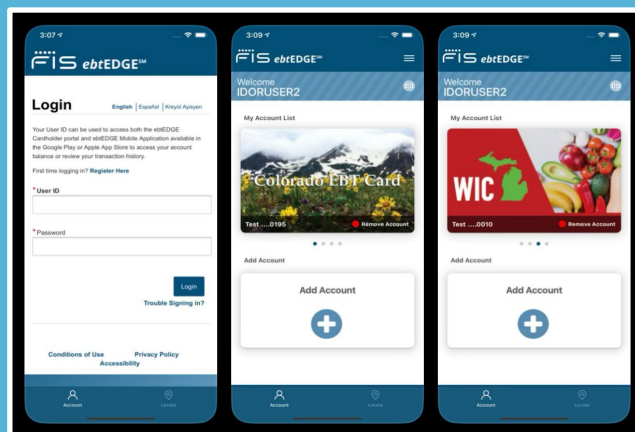 3:07
FIS ebtEDGE℠
Login
English | Español | Kreyòl Ayisyen
Your User ID can be used to access both the ebtEDGE
Cardholder portal and ebtEDGE Mobile Application available in
the Google Play or Apple App Store to access your account
balance or review your transaction history.
First time logging in? Register Here
*User ID
*Password
Login
Trouble Signing in?
Conditions of Use Privacy Policy
Accessibility
Account Locate
3:09
FIS ebtEDGE℠
Welcome
IDORUSER2
My Account List
Colorado EBT Card
Test ....0195 Remove Account
Add Account
Add Account
Account Locate
3:09
FIS ebtEDGE℠
Welcome
IDORUSER2
My Account List
WIC
Test ....0010 Remove Account
Add Account
Add Account
Account Locate